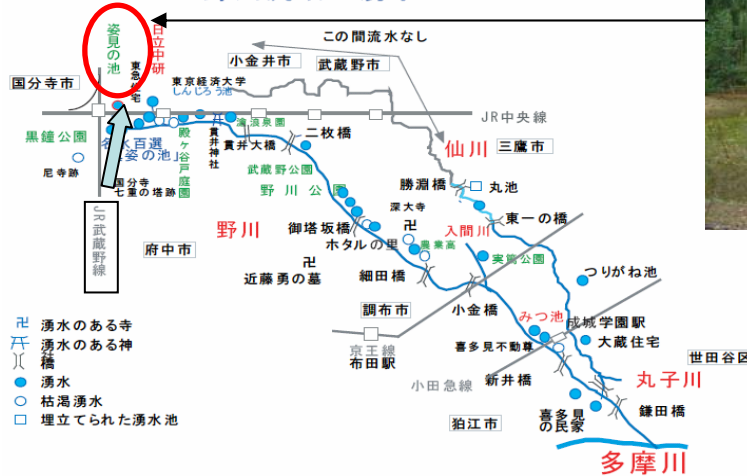 この間流水なし
姿見の池
日立中研
東急住宅
小金井市
武蔵野市
東京経済大学
しんじろう池
国分寺市
JR中央線
黒鐘公園
名水百選
姿の池」
殿ヶ谷戸庭園
貫井神社
滄浪泉園
貫井大橋
二枚橋
仙川
三鷹市
尼寺跡
国分寺
七重の塔跡
武蔵野公園
野川公園
勝淵橋
丸池
JR武蔵野線
野川
御塔坂橋
深大寺
卍
入間川
東一の橋
府中市
ホタルの里
農業高
実篤公園
近藤勇の墓
細田橋
つりがね池
小金橋
調布市
みつ池
成城学園駅
卍 湧水のある寺
湧水のある神
橋
京王線
布田駅
喜多見不動尊
大蔵住宅
世田谷区
湧水
小田急線
新井橋
丸子川
枯渇湧水
埋立てられた湧水池
狛江市
喜多見
の民家
鎌田橋
多摩川